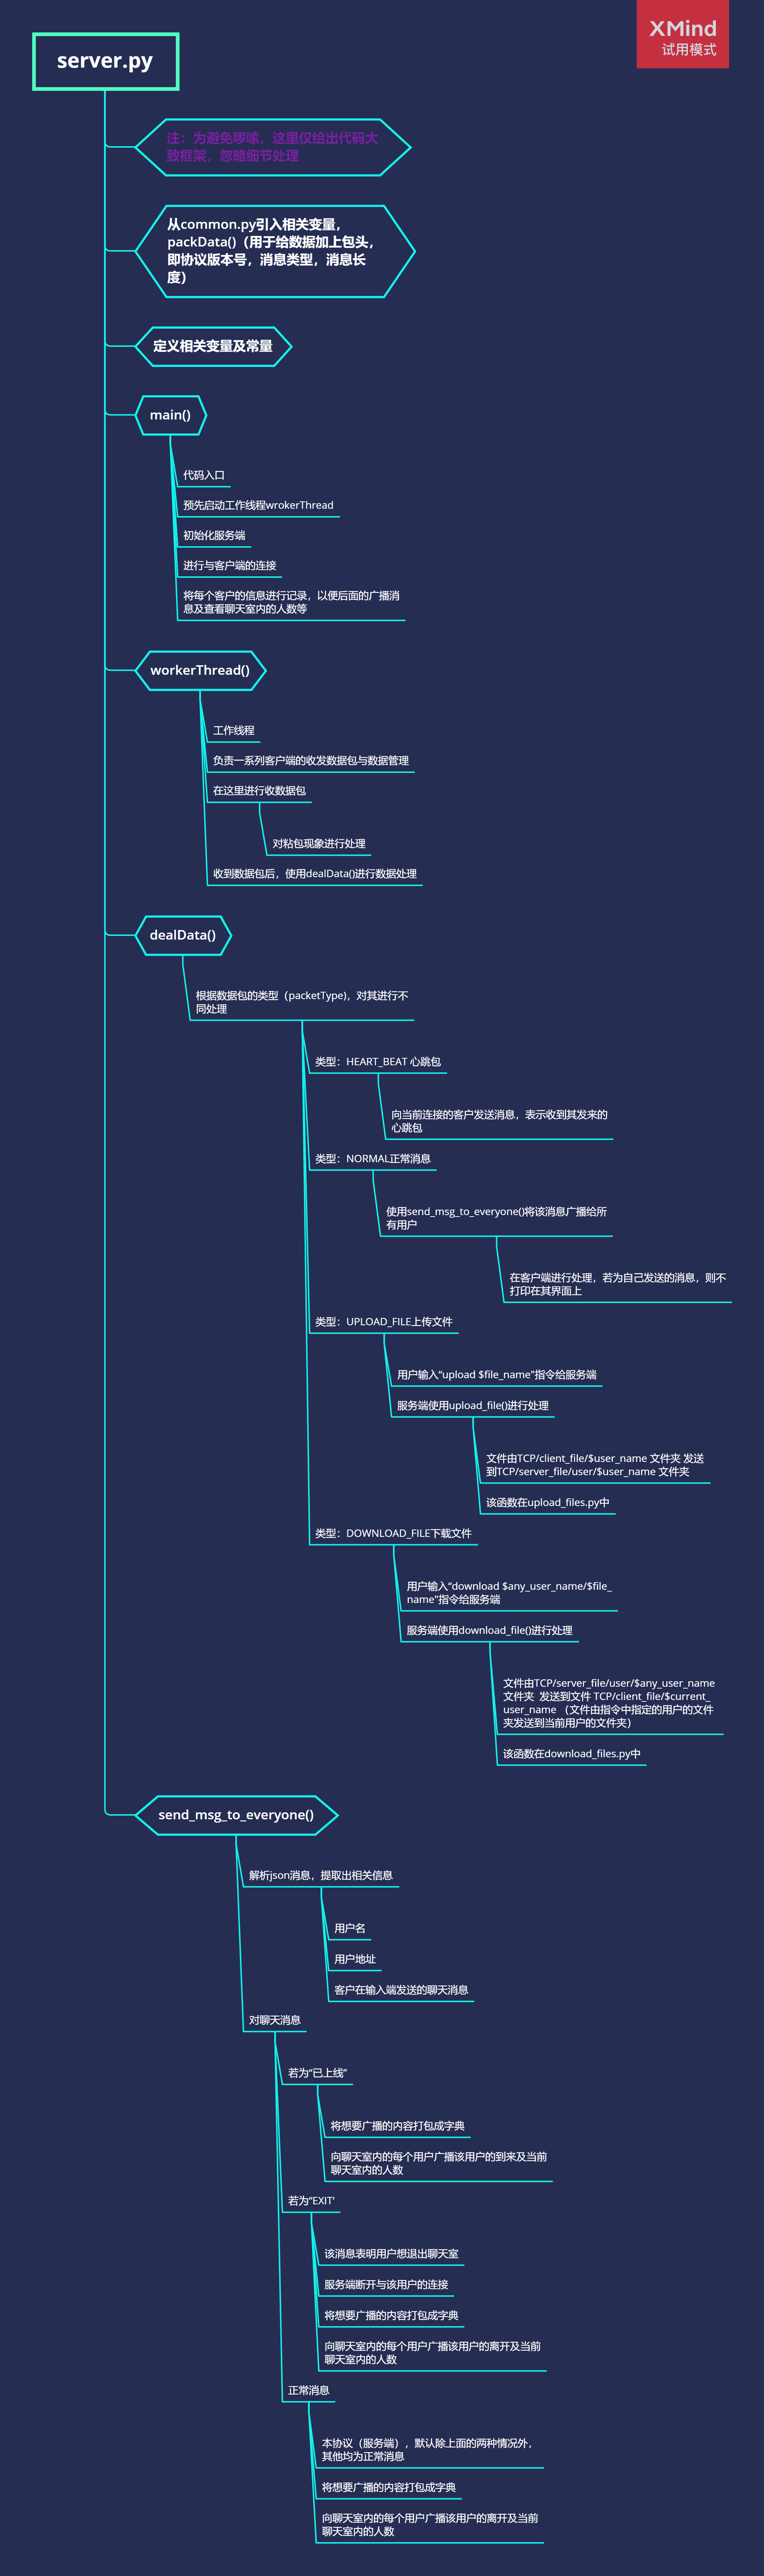 XMind
试用模式
server.py
注：为避免啰嗦，这里仅给出代码大
致框架，忽略细节处理
从common.py引入相关变量，
packData()（用于给数据加上包头，
即协议版本号，消息类型，消息长
度）
定义相关变量及常量
main()
代码入口
预先启动工作线程wrokerThread
初始化服务端
进行与客户端的连接
将每个客户的信息进行记录，以便后面的广播消
息及查看聊天室内的人数等
workerThread()
工作线程
负责一系列客户端的收发数据包与数据管理
在这里进行收数据包
对粘包现象进行处理
收到数据包后，使用dealData()进行数据处理
dealData()
根据数据包的类型（packetType)，对其进行不
同处理
类型：HEART_BEAT 心跳包
向当前连接的客户发送消息，表示收到其发来的
心跳包
类型：NORMAL正常消息
使用send_msg_to_everyone()将该消息广播给所
有用户
在客户端进行处理，若为自己发送的消息，则不
打印在其界面上
类型：UPLOAD_FILE上传文件
用户输入“upload $file_name"指令给服务端
服务端使用upload_file()进行处理
文件由TCP/client_file/$user_name 文件夹 发送
到TCP/server_file/user/$user_name 文件夹
该函数在upload_files.py中
类型：DOWNLOAD_FILE下载文件
用户输入“download $any_user_name/$file_
name"指令给服务端
服务端使用download_file()进行处理
文件由TCP/server_file/user/$any_user_name
文件夹 发送到文件 TCP/client_file/$current_
user_name （文件由指令中指定的用户的文件
夹发送到当前用户的文件夹）
该函数在download_files.py中
send_msg_to_everyone()
解析json消息，提取出相关信息
用户名
用户地址
客户在输入端发送的聊天消息
对聊天消息
若为“已上线”
将想要广播的内容打包成字典
向聊天室内的每个用户广播该用户的到来及当前
聊天室内的人数
若为“EXIT‘
该消息表明用户想退出聊天室
服务端断开与该用户的连接
将想要广播的内容打包成字典
向聊天室内的每个用户广播该用户的离开及当前
聊天室内的人数
正常消息
本协议（服务端），默认除上面的两种情况外，
其他均为正常消息
将想要广播的内容打包成字典
向聊天室内的每个用户广播该用户的离开及当前
聊天室内的人数